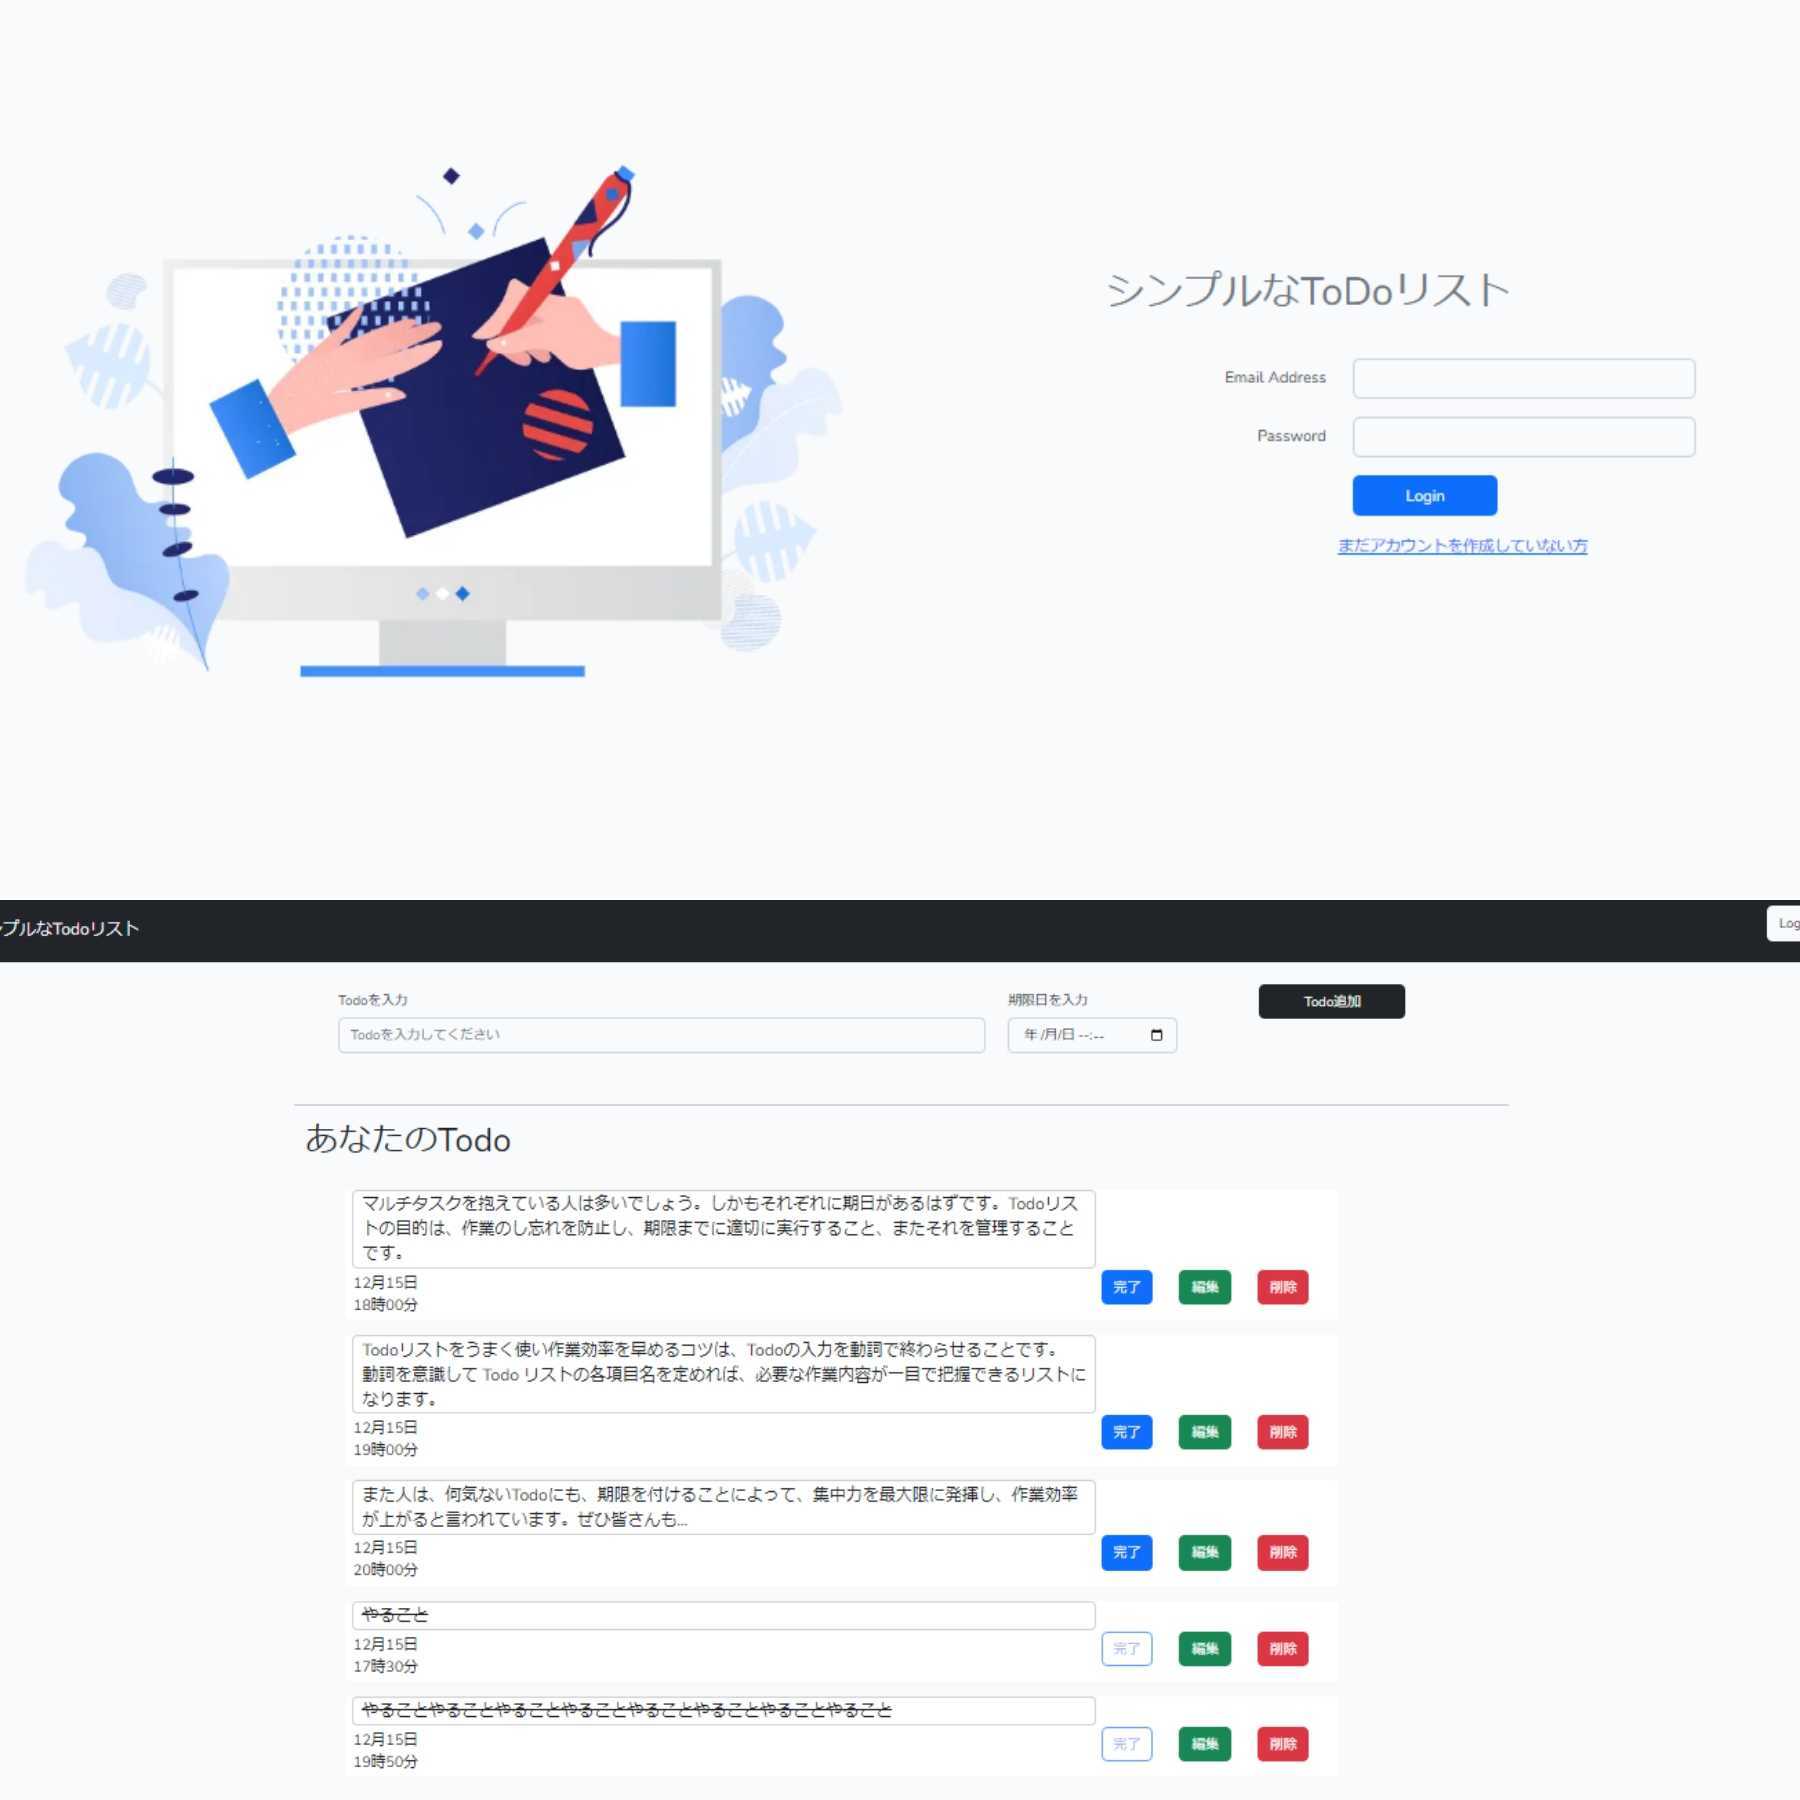 シンプルなToDoリスト
Email Address
Password
Login
まだアカウントを作成していない方
プルなTodoリスト
Log
Todoを入力
期限日を入力
Todo追加
Todoを入力してください
年 /月/日 --:--
あなたのTodo
マルチタスクを抱えている人は多いでしょう。しかもそれぞれに期日があるはずです。Todoリス
トの目的は、作業のし忘れを防止し、期限までに適切に実行すること、またそれを管理すること
です。
12月15日
18時00分
完了 編集 削除
Todoリストをうまく使い作業効率を早めるコツは、Todoの入力を動詞で終わらせることです。
動詞を意識して Todo リストの各項目名を定めれば、必要な作業内容が一目で把握できるリストに
なります。
12月15日
19時00分
完了 編集 削除
また人は、何気ないTodoにも、期限を付けることによって、集中力を最大限に発揮し、作業効率
が上がると言われています。ぜひ皆さんも...
12月15日
20時00分
完了 編集 削除
やること
12月15日
17時30分
完了 編集 削除
やることやることやることやることやることやることやることやること
12月15日
19時50分
完了 編集 削除